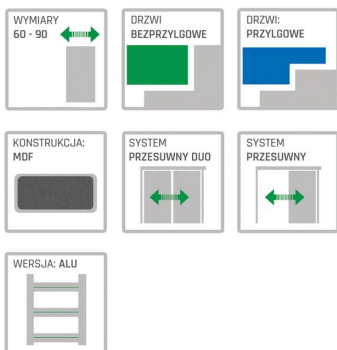 WYMIARY
60 - 90
DRZWI
BEZPRZYLGOWE
DRZWI:
PRZYLGOWE
KONSTRUKCJA:
MDF
SYSTEM
PRZESUWNY DUO
SYSTEM
PRZESUWNY
WERSJA: ALU